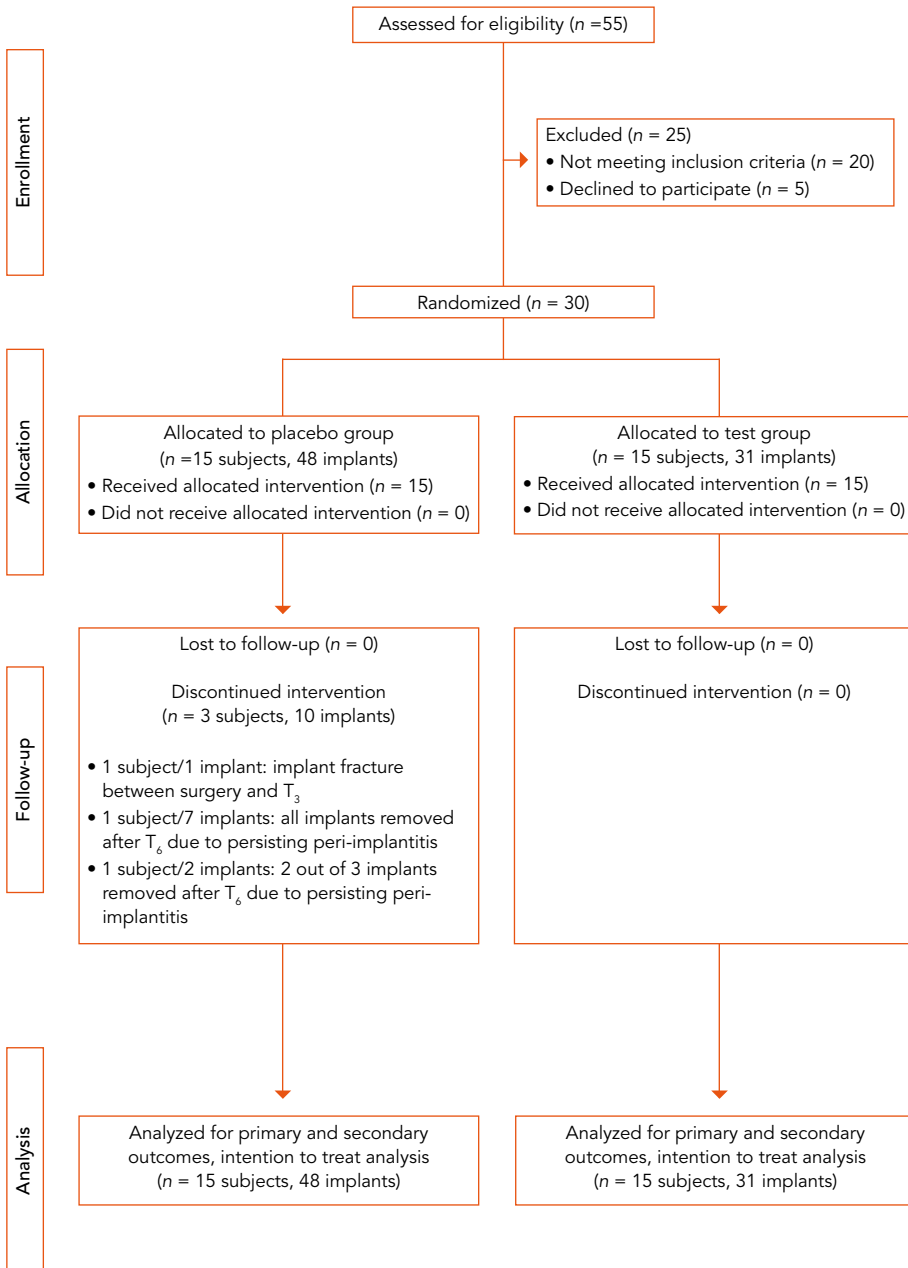 Assessed for eligibility (n =55)
Enrollment
Excluded (n = 25)
• Not meeting inclusion criteria (n = 20)
• Declined to participate (n = 5)
Randomized (n = 30)
Allocation
Allocated to placebo group
(n =15 subjects, 48 implants)
• Received allocated intervention (n = 15)
• Did not receive allocated intervention (n = 0)
Allocated to test group
(n = 15 subjects, 31 implants)
• Received allocated intervention (n = 15)
• Did not receive allocated intervention (n = 0)
Follow-up
Lost to follow-up (n = 0)
Discontinued intervention
(n = 3 subjects, 10 implants)
• 1 subject/1 implant: implant fracture
between surgery and T₃
• 1 subject/7 implants: all implants removed
after T₆ due to persisting peri-implantitis
• 1 subject/2 implants: 2 out of 3 implants
removed after T₆ due to persisting peri-
implantitis
Lost to follow-up (n = 0)
Discontinued intervention (n = 0)
Analysis
Analyzed for primary and secondary
outcomes, intention to treat analysis
(n = 15 subjects, 48 implants)
Analyzed for primary and secondary
outcomes, intention to treat analysis
(n = 15 subjects, 31 implants)